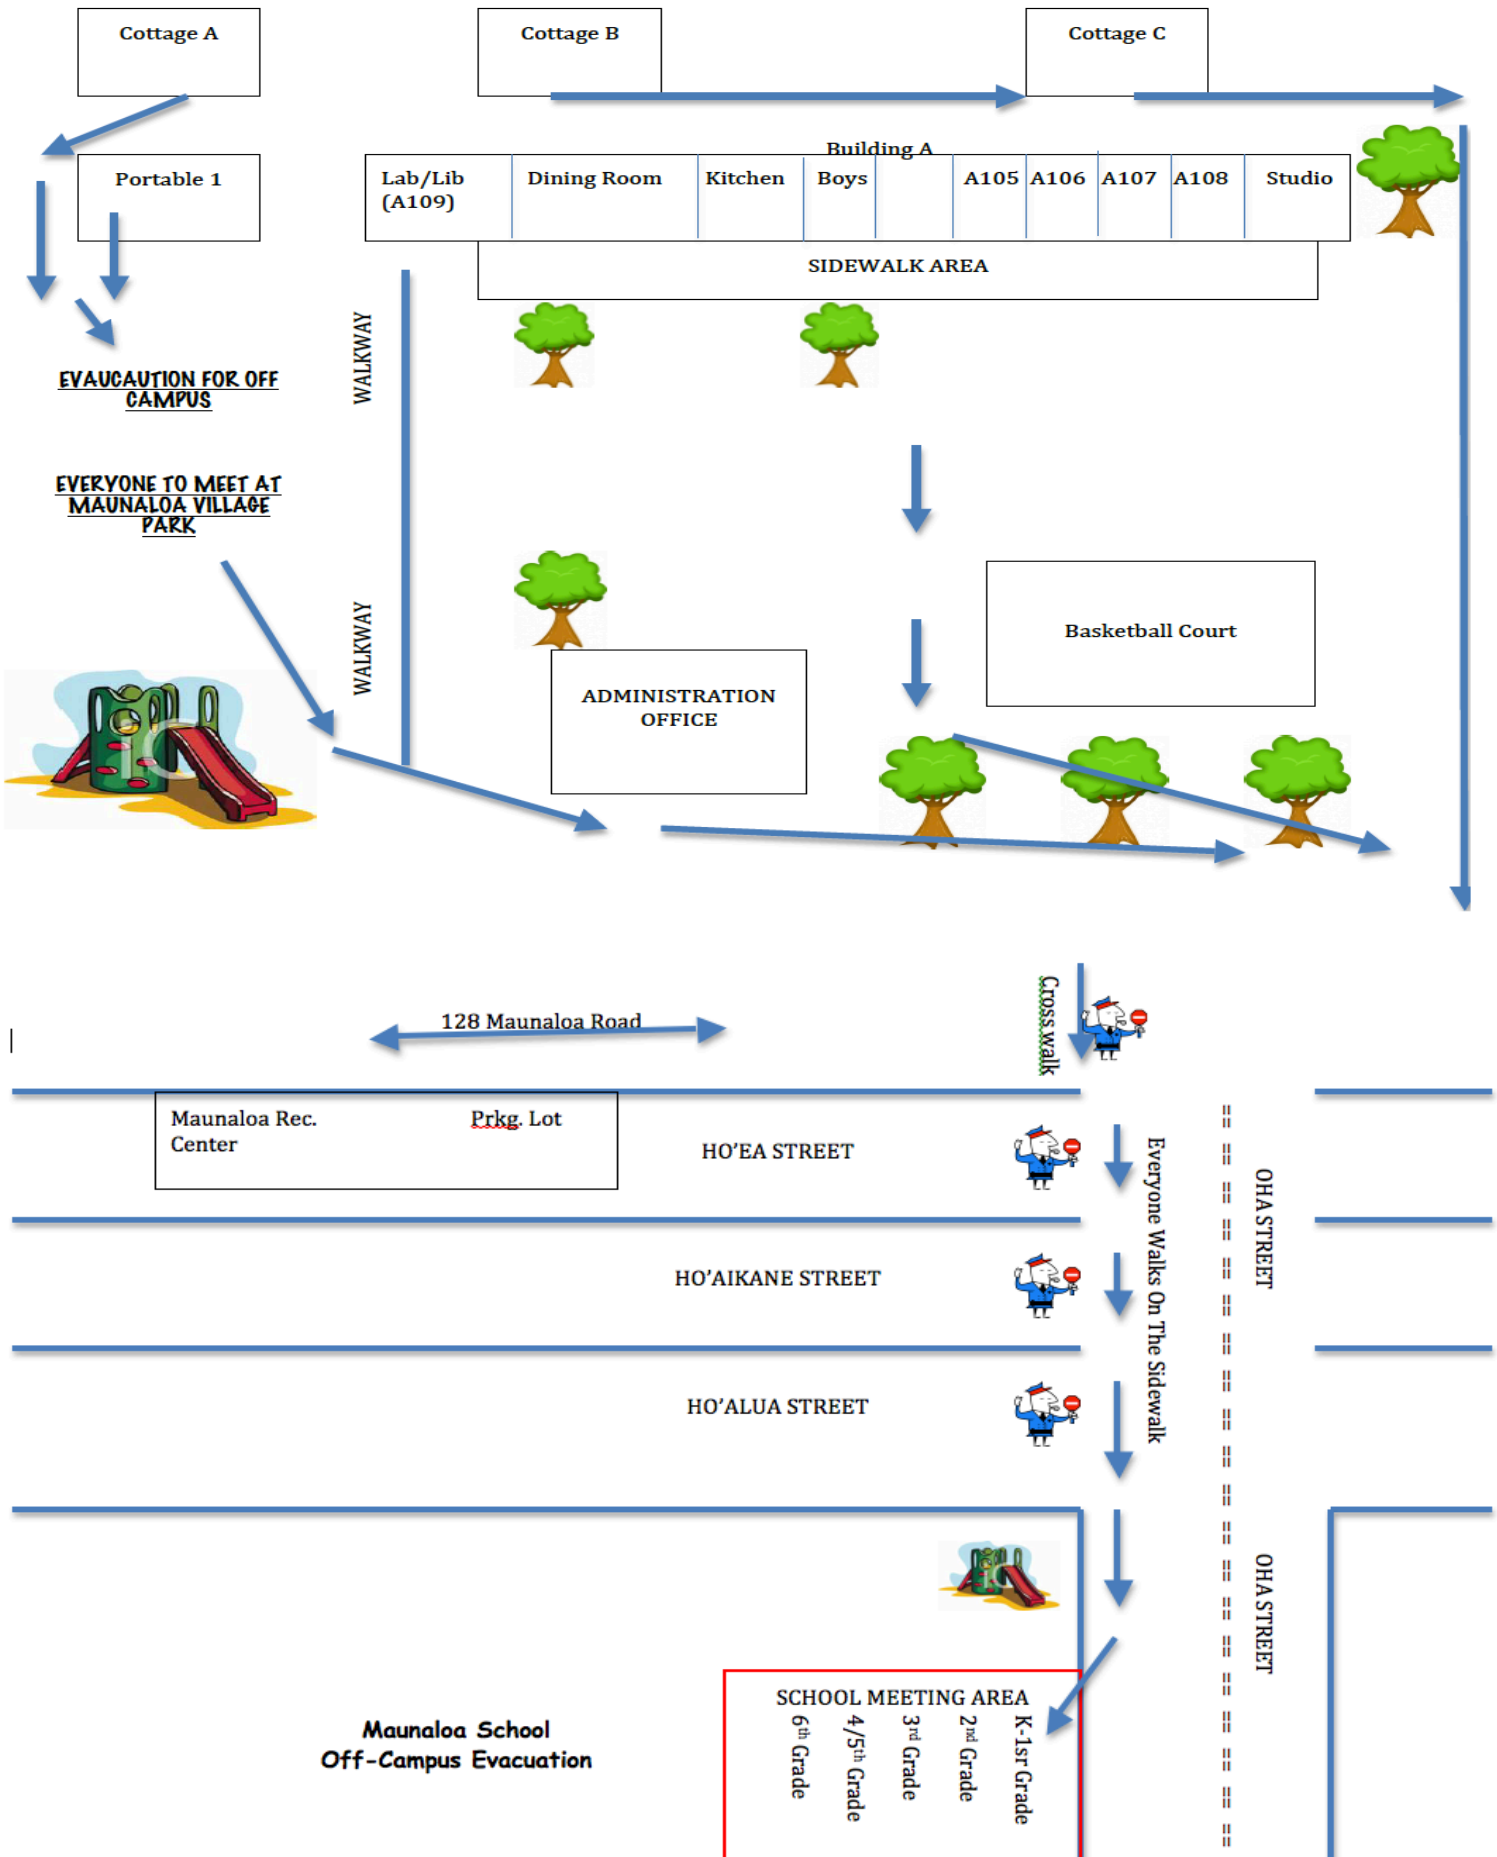 Cottage A
Cottage B
Cottage C
Building A
Portable 1
Lab/Lib
(A109)
Dining Room
Kitchen
Boys
A105
A106
A107
A108
Studio
SIDEWALK AREA
WALKWAY
EVAUCAUTION FOR OFF
CAMPUS
EVERYONE TO MEET AT
MAUNALOA VILLAGE
PARK
WALKWAY
Basketball Court
ADMINISTRATION
OFFICE
Cross walk
128 Maunaloa Road
Maunaloa Rec.
Center
Prkg. Lot
HO'EA STREET
Everyone Walks On The Sidewalk
OHA STREET
HO'AIKANE STREET
HO'ALUA STREET
OHA STREET
SCHOOL MEETING AREA
6th Grade
4/5th Grade
3rd Grade
2nd Grade
K-1sr Grade
Maunaloa School
Off-Campus Evacuation